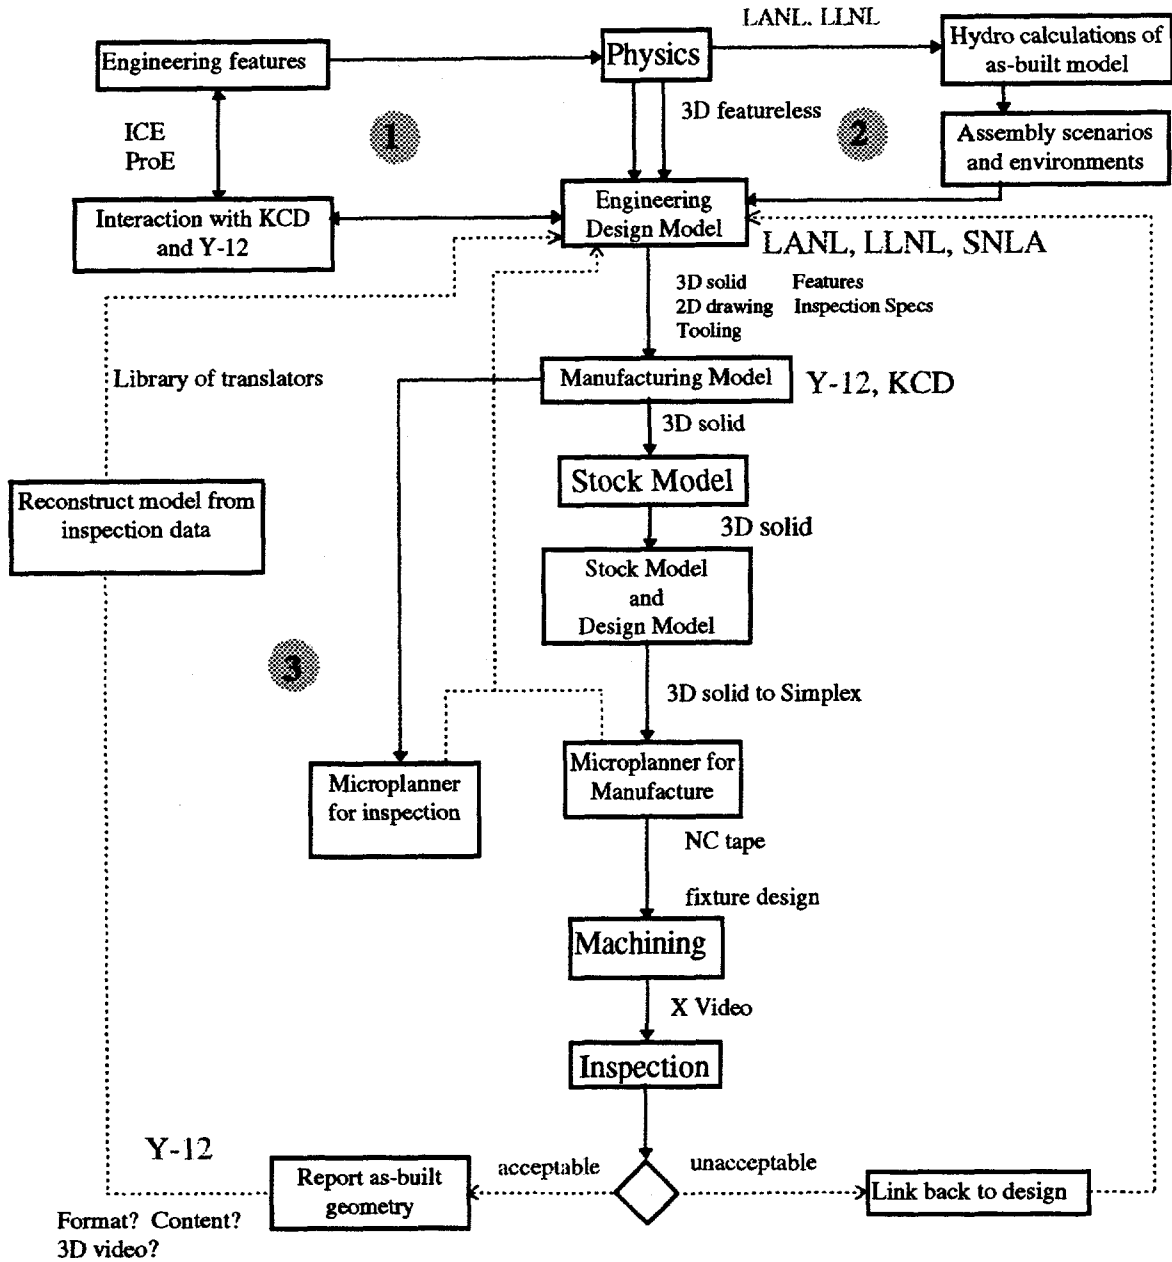 LANL, LLNL
Engineering features
Physics
Hydro calculations of
as-built model
ICE
ProE
1
3D featureless
2
Assembly scenarios
and environments
Interaction with KCD
and Y-12
Engineering
Design Model
LANL, LLNL, SNLA
3D solid Features
2D drawing Inspection Specs
Tooling
Library of translators
Manufacturing Model
Y-12, KCD
3D solid
Stock Model
Reconstruct model from
inspection data
3D solid
Stock Model
and
Design Model
3
3D solid to Simplex
Microplanner
for inspection
Microplanner for
Manufacture
NC tape
fixture design
Machining
X Video
Inspection
Y-12
acceptable
unacceptable
Report as-built
geometry
Link back to design
Format? Content?
3D video?